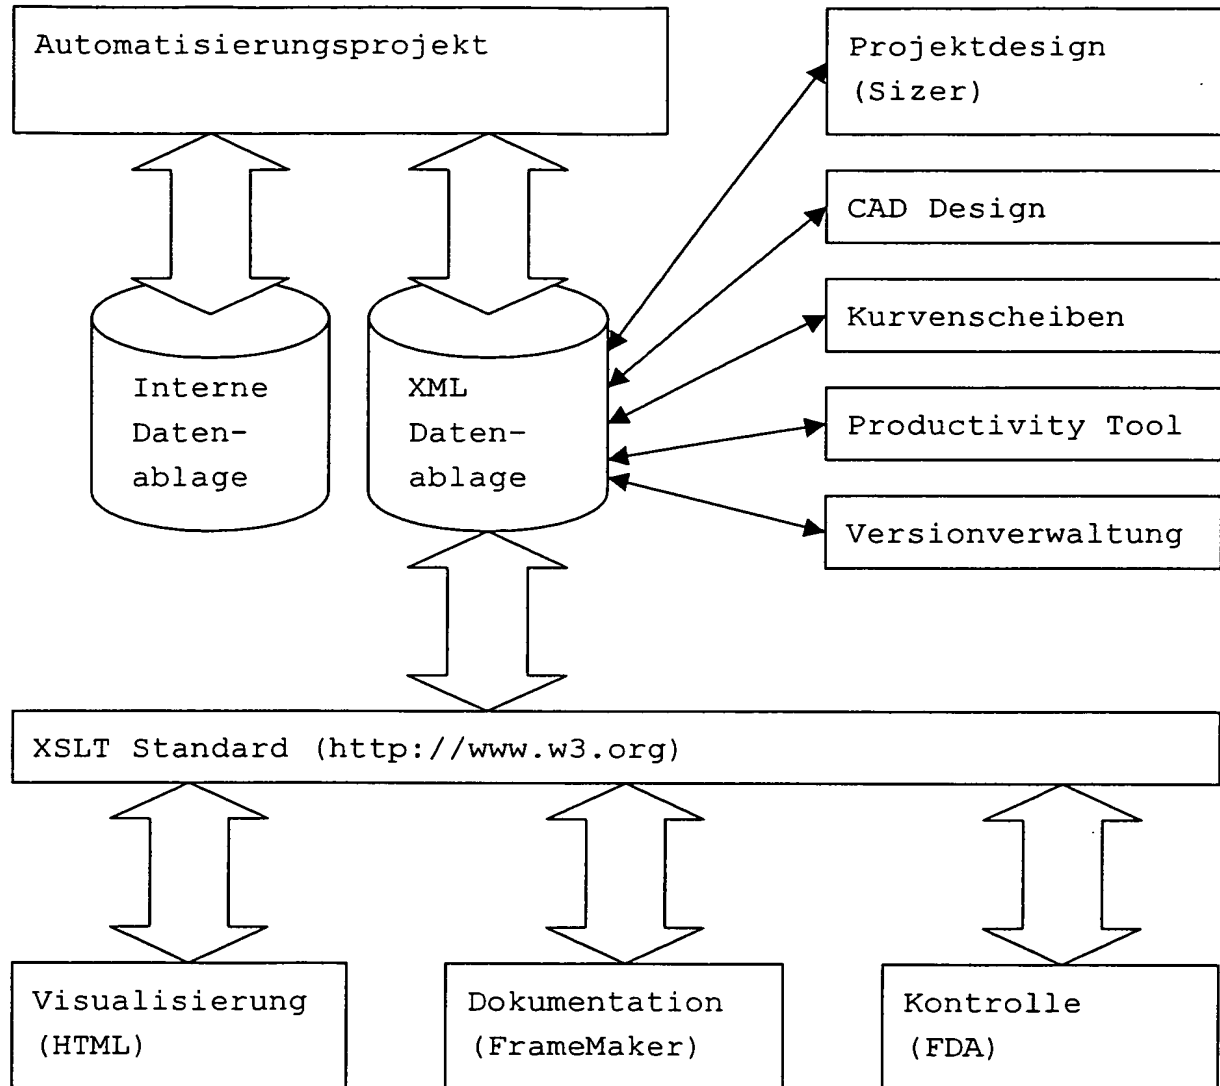 Automatisierungsprojekt
Projektdesign
(Sizer)
CAD Design
Kurvenscheiben
Productivity Tool
Versionverwaltung
Interne
Daten-
ablage
XML
Daten-
ablage
XSLT Standard (http://www.w3.org)
Visualisierung
(HTML)
Dokumentation
(FrameMaker)
Kontrolle
(FDA)